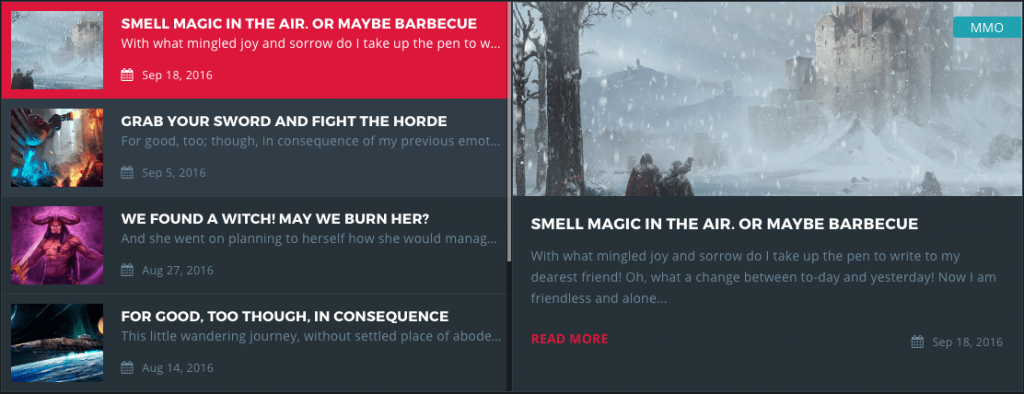 SMELL MAGIC IN THE AIR. OR MAYBE BARBECUE
With what mingled joy and sorrow do I take up the pen to w...
Sep 18, 2016
GRAB YOUR SWORD AND FIGHT THE HORDE
For good, too; though, in consequence of my previous emot...
Sep 5, 2016
WE FOUND A WITCH! MAY WE BURN HER?
And she went on planning to herself how she would manag...
Aug 27, 2016
FOR GOOD, TOO THOUGH, IN CONSEQUENCE
This little wandering journey, without settled place of abode...
Aug 14, 2016
MMO
SMELL MAGIC IN THE AIR. OR MAYBE BARBECUE
With what mingled joy and sorrow do I take up the pen to write to my
dearest friend! Oh, what a change between to-day and yesterday! Now I am
friendless and alone...
READ MORE
Sep 18, 2016